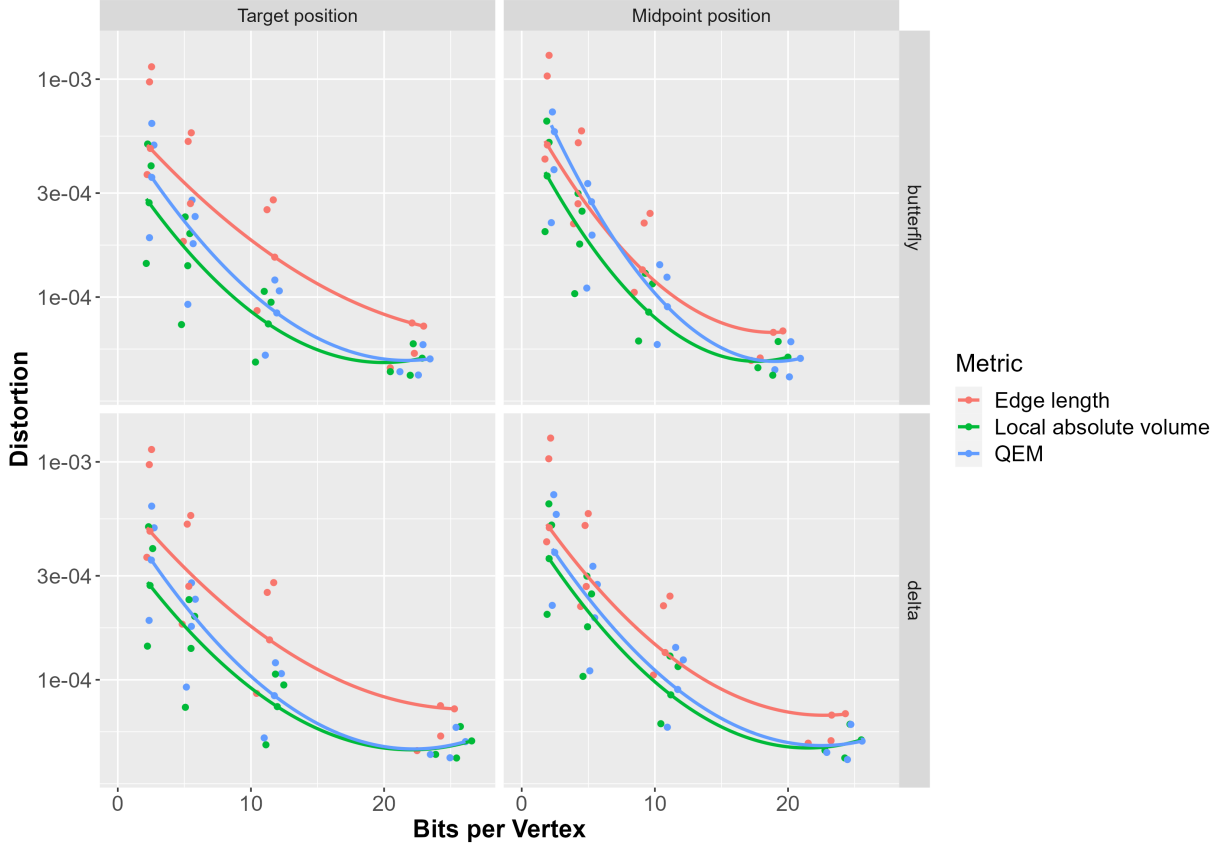 Target position
Midpoint position
1e-03
3e-04
1e-04
butterfly
1e-03
3e-04
1e-04
delta
0
10
20
0
10
20
Bits per Vertex
Distortion
Metric
Edge length
Local absolute volume
QEM